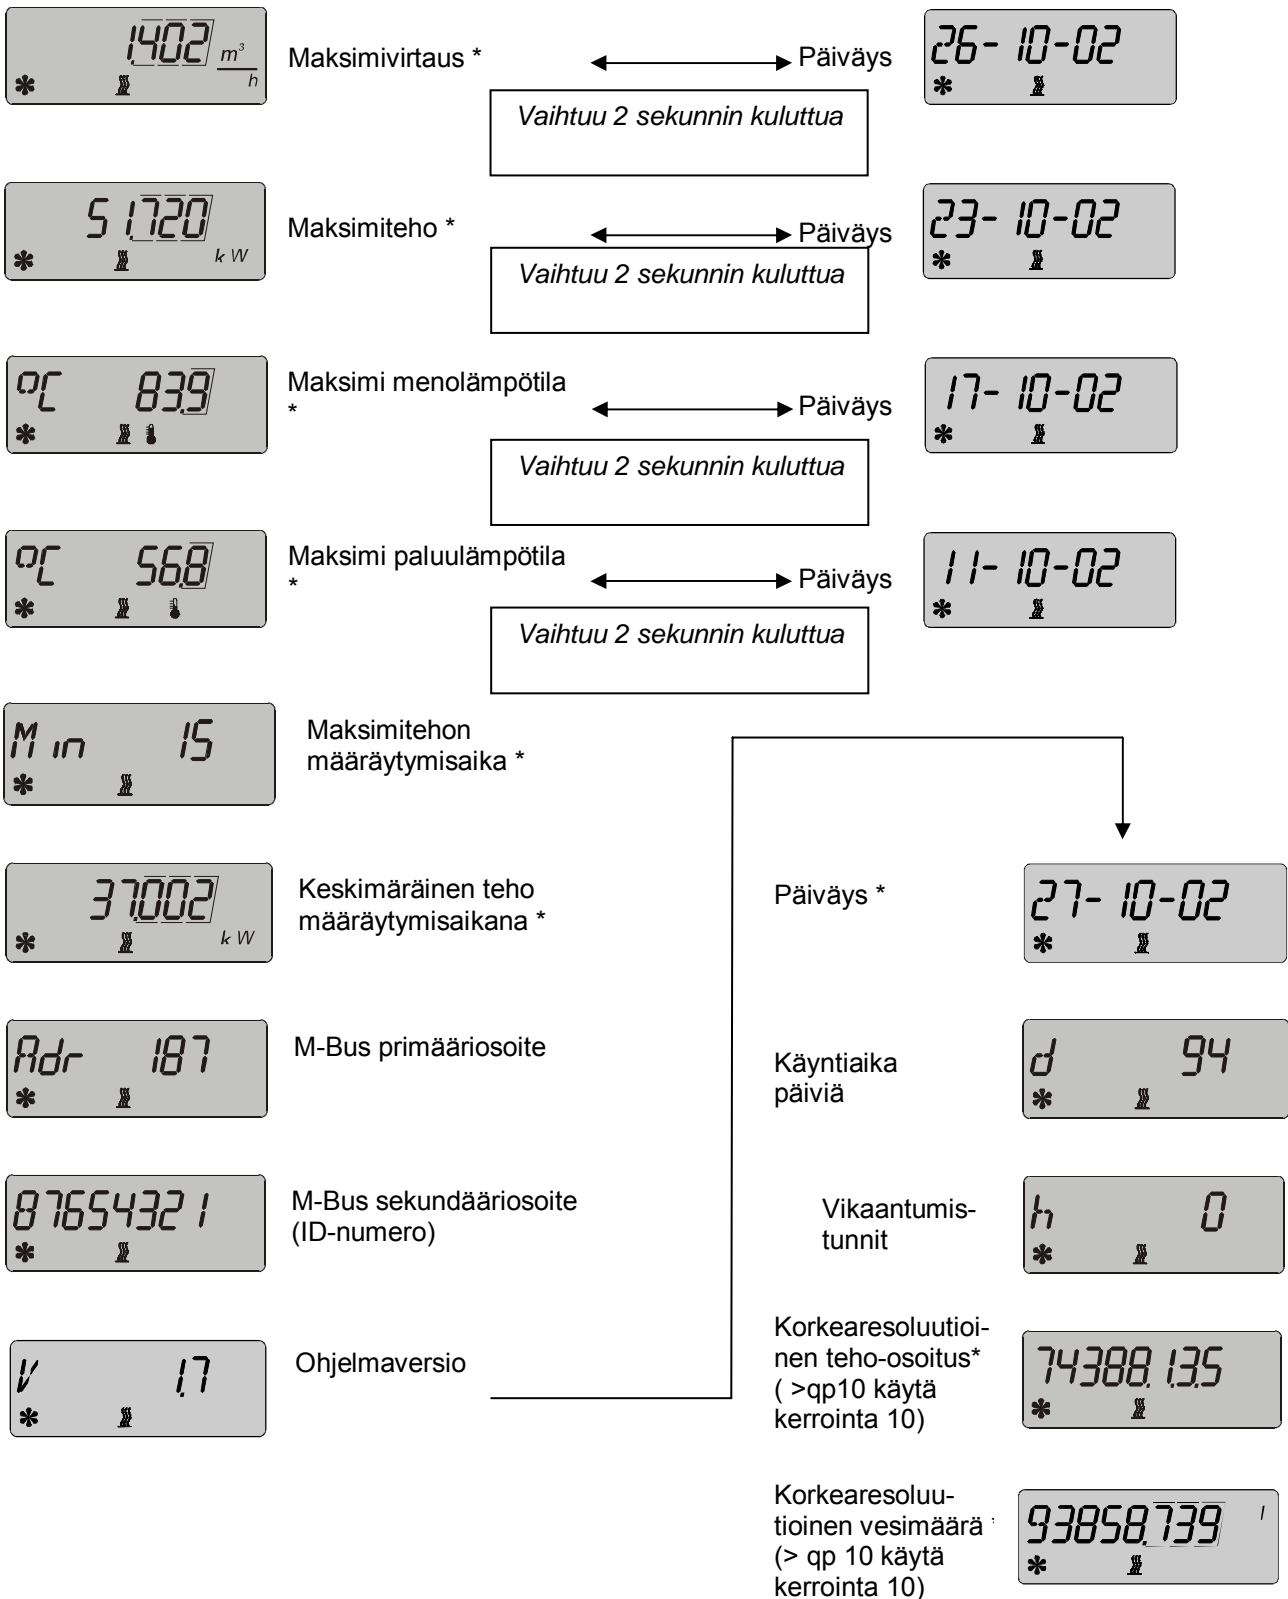 1.402 m³/h
Maksimivirtaus *
Päiväys
26-10-02
Vaihtuu 2 sekunnin kuluttua
51.720 kW
Maksimiteho *
Päiväys
23-10-02
Vaihtuu 2 sekunnin kuluttua
°C 83.9
Maksimi menolämpötila
*
Päiväys
17-10-02
Vaihtuu 2 sekunnin kuluttua
°C 56.8
Maksimi paluulämpötila
*
Päiväys
11-10-02
Vaihtuu 2 sekunnin kuluttua
Min 15
Maksimitehon
määräytymisaika *
37.002 kW
Keskimäräinen teho
määräytymisaikana *
Adr 187
M-Bus primääriosoite
87654321
M-Bus sekundääriosoite
(ID-numero)
V 1.7
Ohjelmaversio
Päiväys *
27-10-02
Käyntiaika
päiviä
d 94
Vikaantumis-
tunnit
h 0
Korkearesoluutioi-
nen teho-osoitus*
( >qp10 käytä
kerrointa 10)
74388.1.3.5
Korkearesoluu-
tioinen vesimäärä *
(> qp 10 käytä
kerrointa 10)
93858.739 l